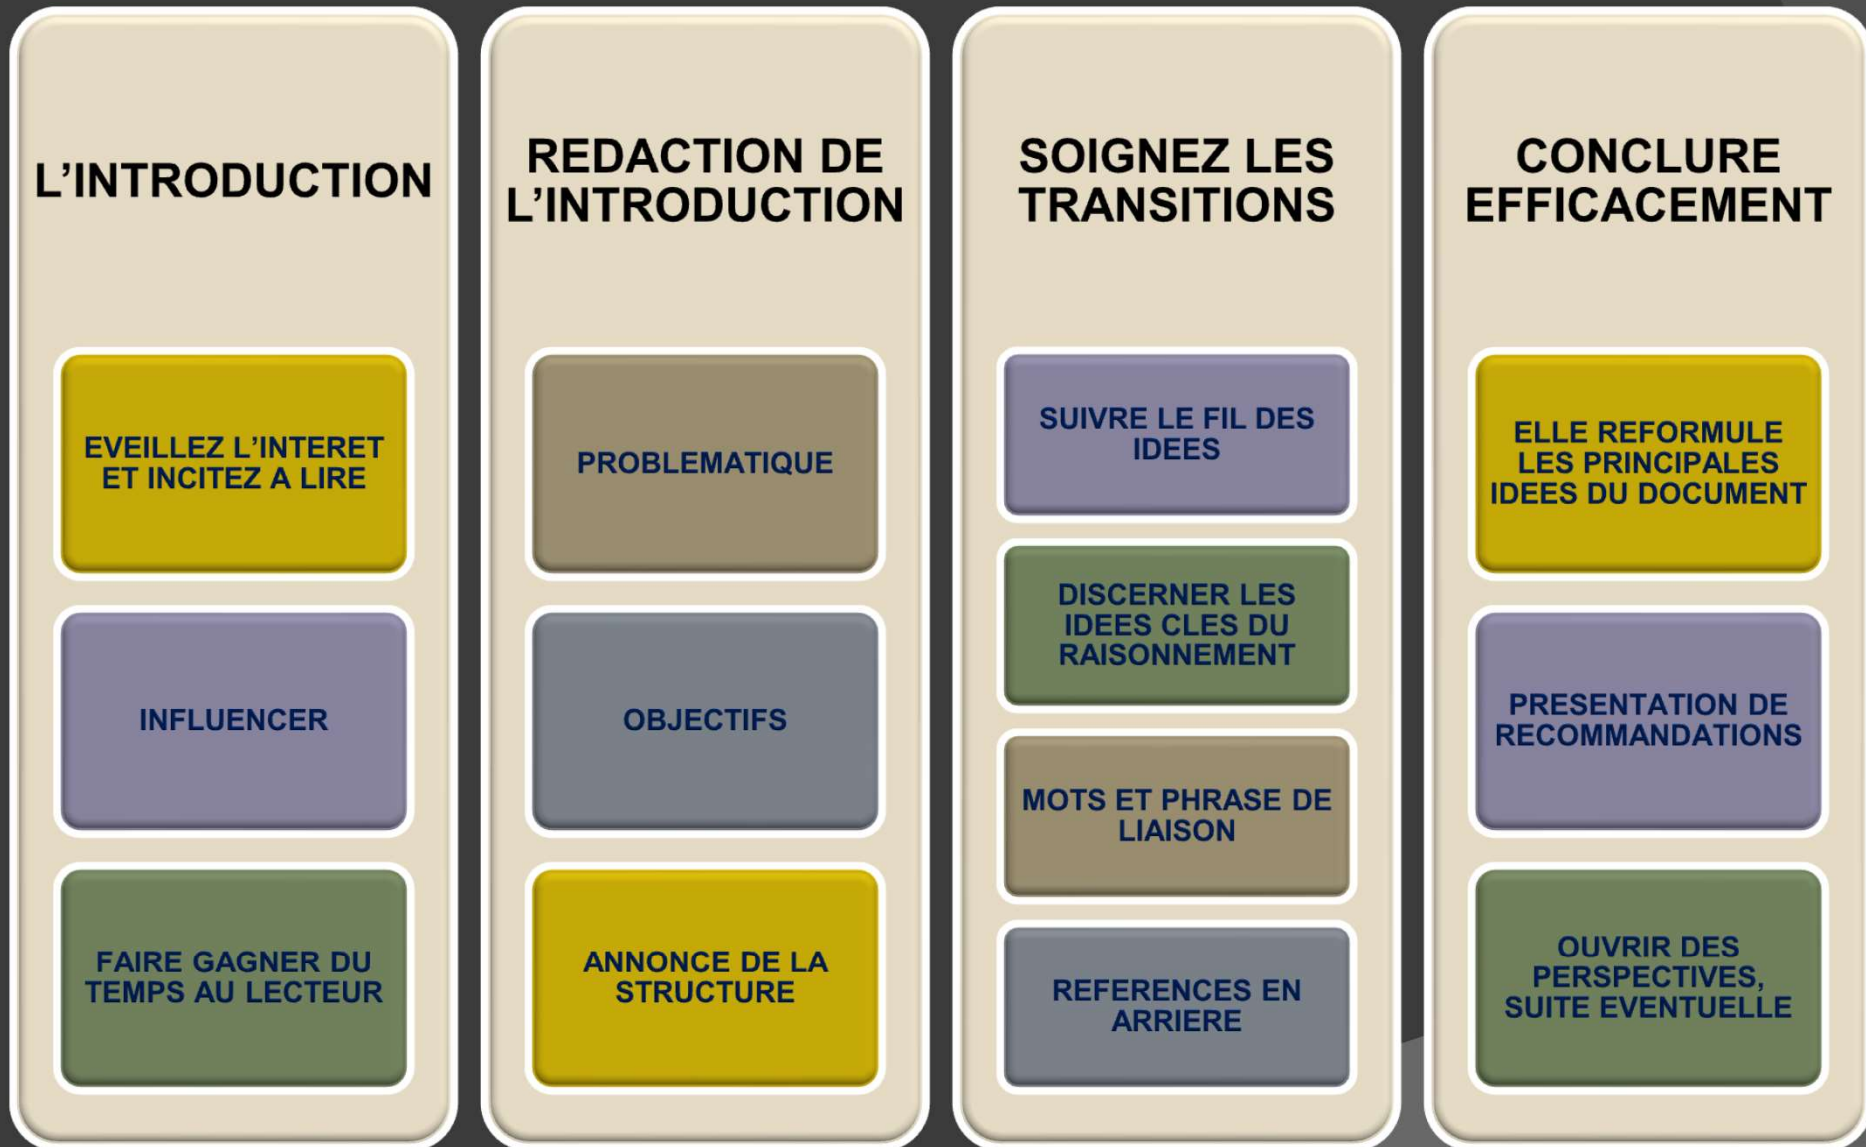 L’INTRODUCTION
EVEILLEZ L’INTERET
ET INCITEZ A LIRE
INFLUENCER
FAIRE GAGNER DU
TEMPS AU LECTEUR
REDACTION DE
L’INTRODUCTION
PROBLEMATIQUE
OBJECTIFS
ANNONCE DE LA
STRUCTURE
SOIGNEZ LES
TRANSITIONS
SUIVRE LE FIL DES
IDEES
DISCERNER LES
IDEES CLES DU
RAISONNEMENT
MOTS ET PHRASE DE
LIAISON
REFERENCES EN
ARRIERE
CONCLURE
EFFICACEMENT
ELLE REFORMULE
LES PRINCIPALES
IDEES DU DOCUMENT
PRESENTATION DE
RECOMMANDATIONS
OUVRIR DES
PERSPECTIVES,
SUITE EVENTUELLE